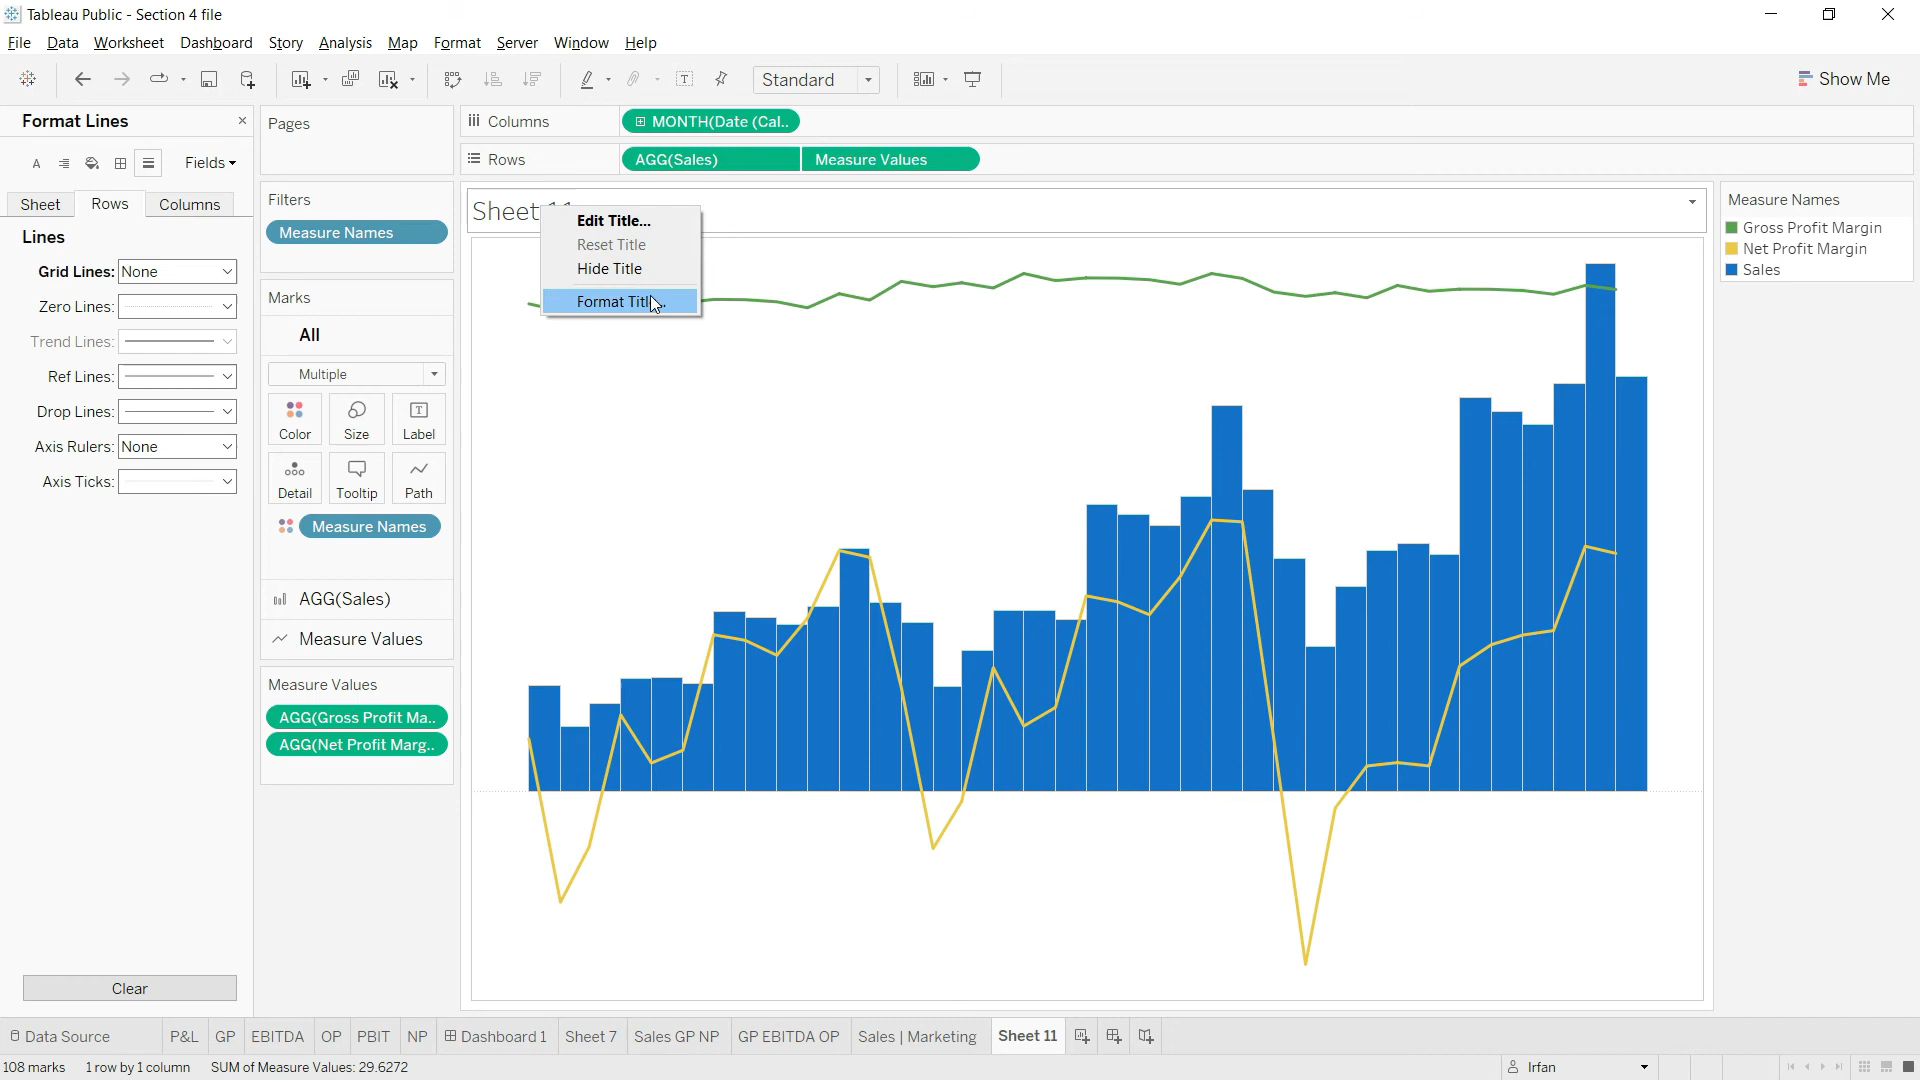 Tableau Public - Section 4 file
File Data Worksheet Dashboard Story Analysis Map Format Server Window Help
Standard
Show Me
Format Lines
Fields
Sheet Rows Columns
Lines
Grid Lines: None
Zero Lines:
Trend Lines:
Ref Lines:
Drop Lines:
Axis Rulers: None
Axis Ticks:
Clear
Pages
Filters
Measure Names
Marks
All
Multiple
Color Size Label
Detail Tooltip Path
Measure Names
AGG(Sales)
Measure Values
Measure Values
AGG(Gross Profit Ma..
AGG(Net Profit Marg..
Columns MONTH(Date (Cal..
Rows AGG(Sales) Measure Values
Sheet 11
Edit Title...
Reset Title
Hide Title
Format Title...
Measure Names
Gross Profit Margin
Net Profit Margin
Sales
Data Source P&L GP EBITDA OP PBIT NP Dashboard 1 Sheet 7 Sales GP NP GP EBITDA OP Sales | Marketing Sheet 11
108 marks 1 row by 1 column SUM of Measure Values: 29.6272 Irfan